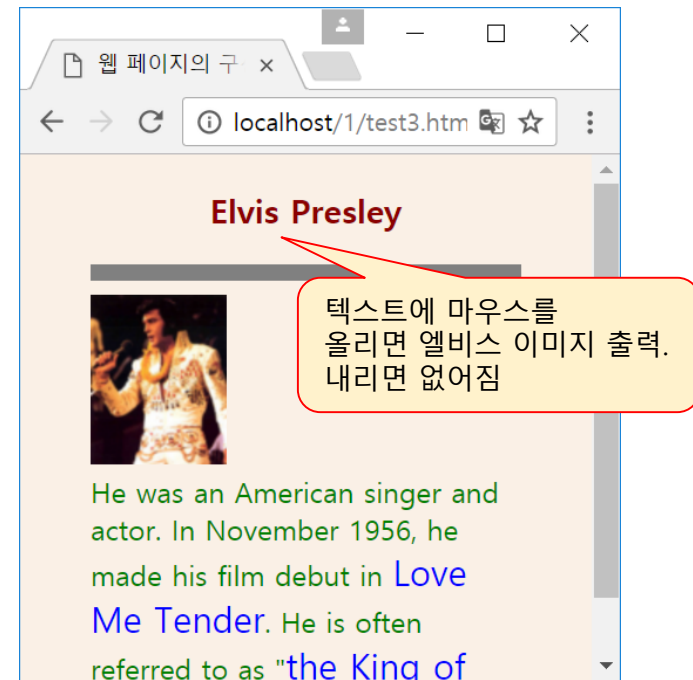 웹 페이지의 구
localhost/1/test3.htm
Elvis Presley
텍스트에 마우스를
올리면 엘비스 이미지 출력.
내리면 없어짐
He was an American singer and
actor. In November 1956, he
made his film debut in Love
Me Tender. He is often
referred to as "the King of